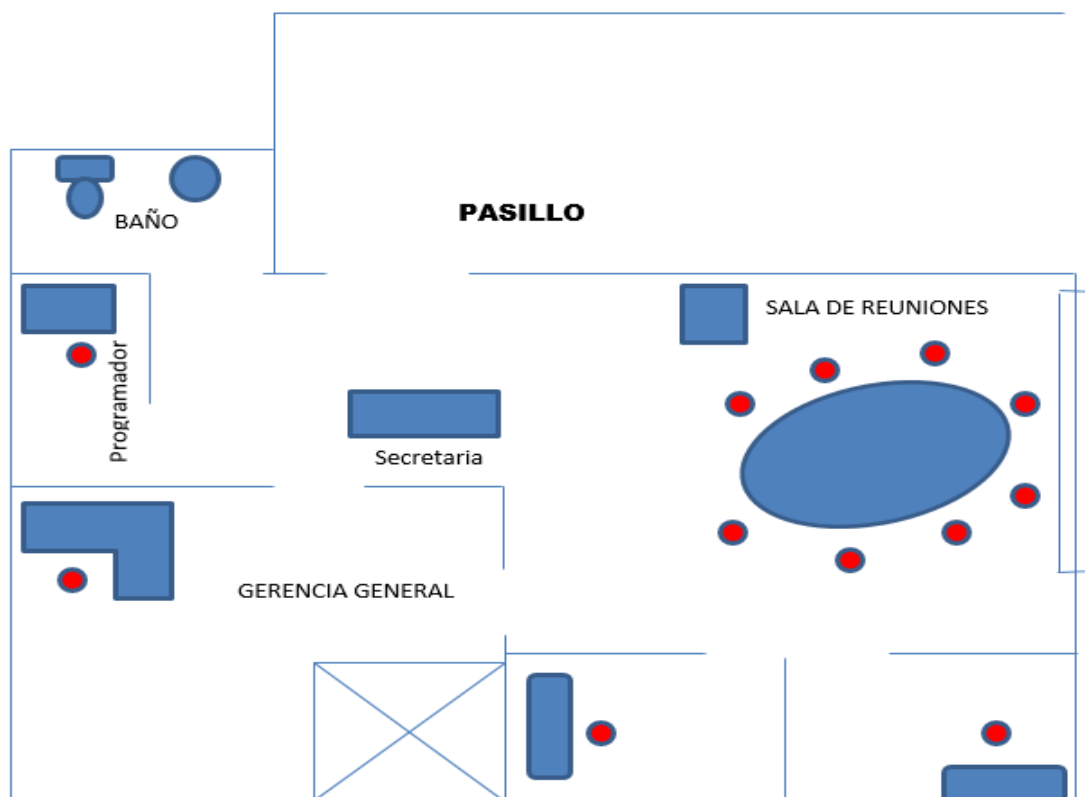 BAÑO
PASILLO
SALA DE REUNIONES
Programador
Secretaria
GERENCIA GENERAL